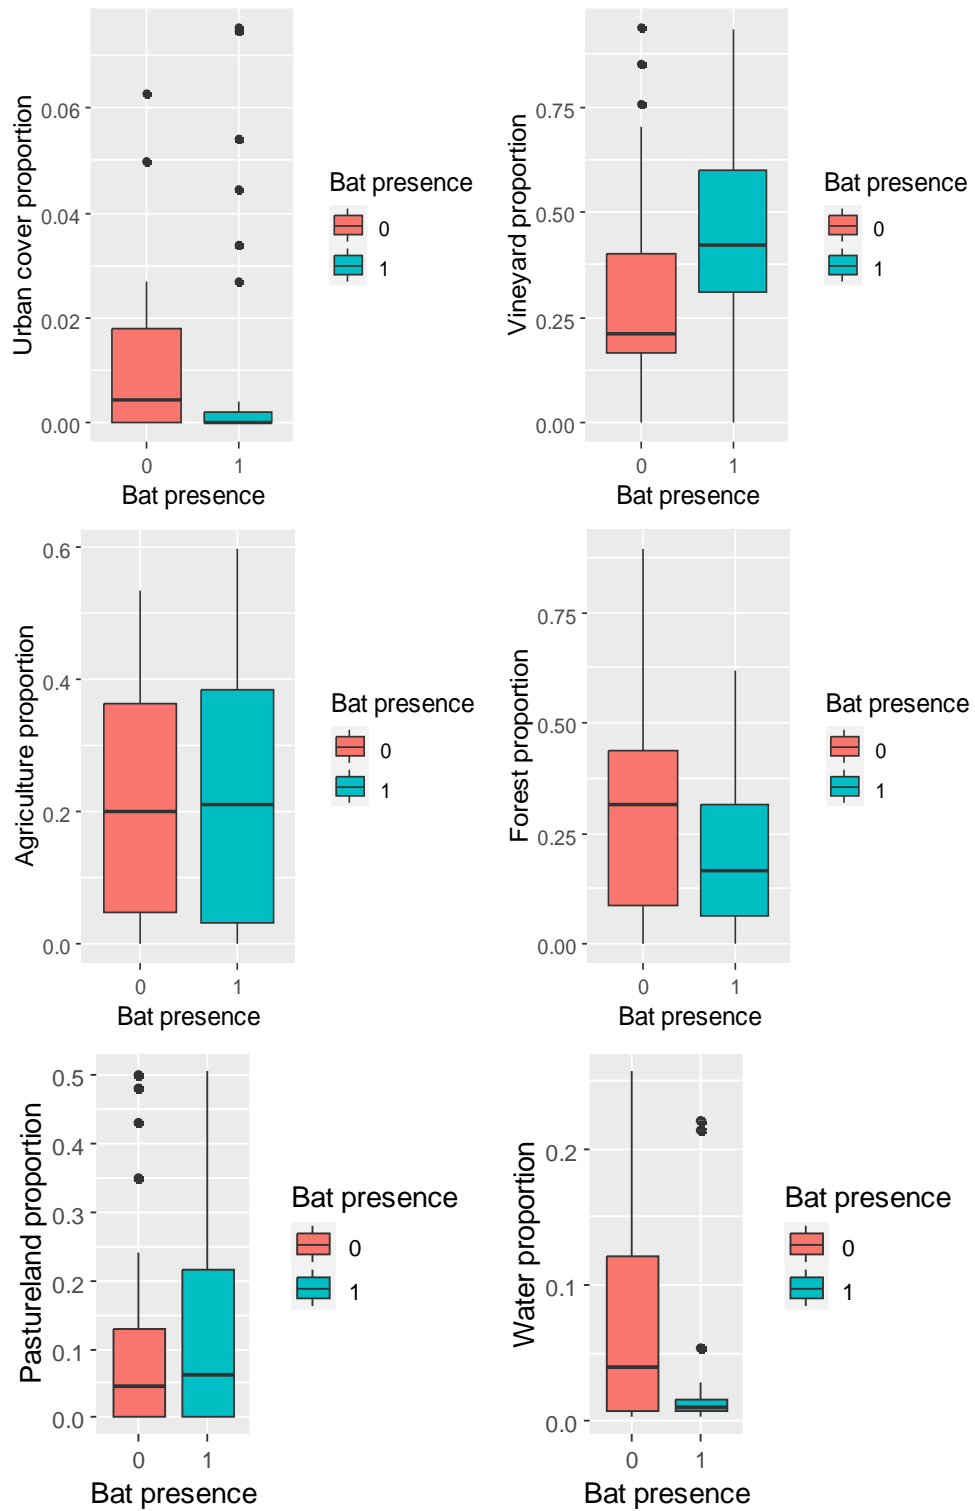 Urban cover proportion
0.06
0.04
0.02
0.00
0
1
Bat presence
Bat presence
0
1
Vineyard proportion
0.75
0.50
0.25
0.00
0
1
Bat presence
Bat presence
0
1
Agriculture proportion
0.6
0.4
0.2
0.0
0
1
Bat presence
Bat presence
0
1
Forest proportion
0.75
0.50
0.25
0.00
0
1
Bat presence
Bat presence
0
1
Pastureland proportion
0.5
0.4
0.3
0.2
0.1
0.0
0
1
Bat presence
Bat presence
0
1
Water proportion
0.2
0.1
0.0
0
1
Bat presence
Bat presence
0
1